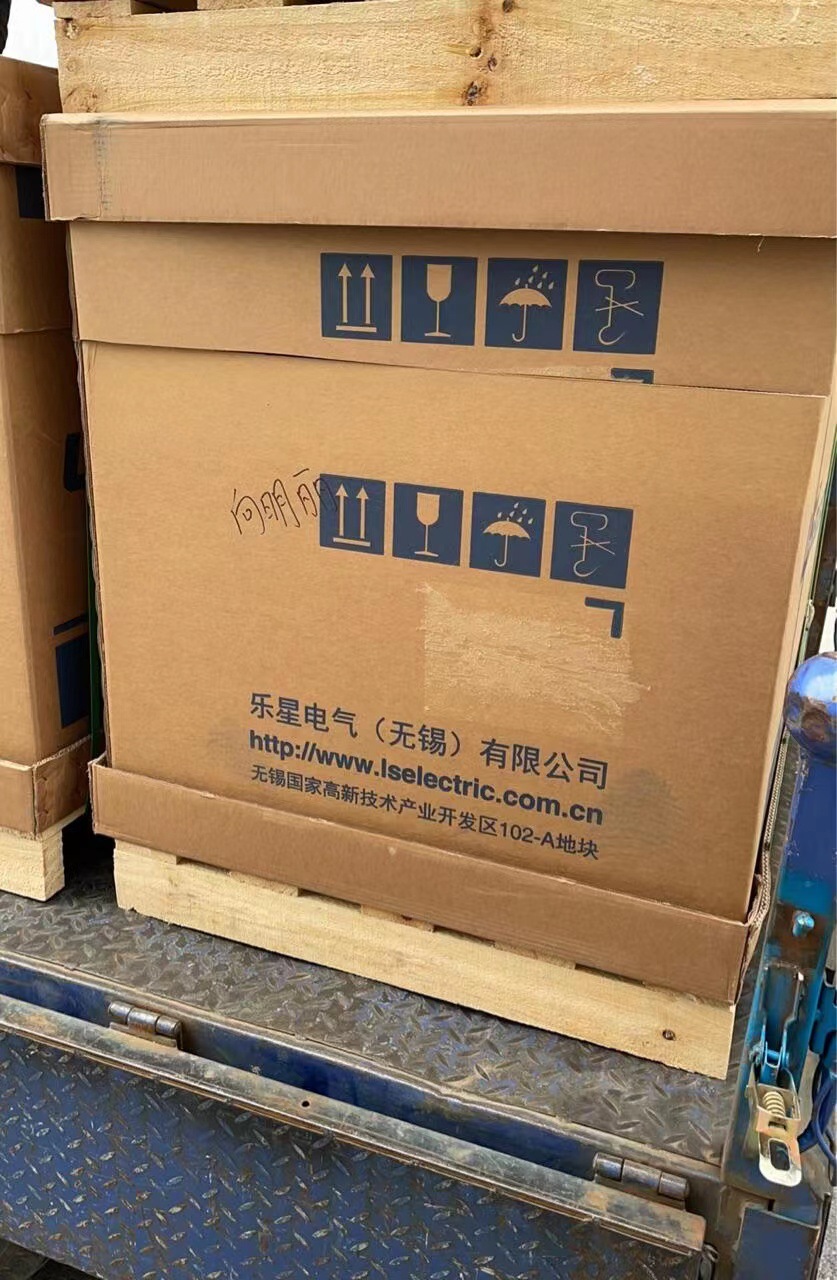 向明丽
乐星电气（无锡）有限公司
http://www.lselectric.com.cn
无锡国家高新技术产业开发区102-A地块